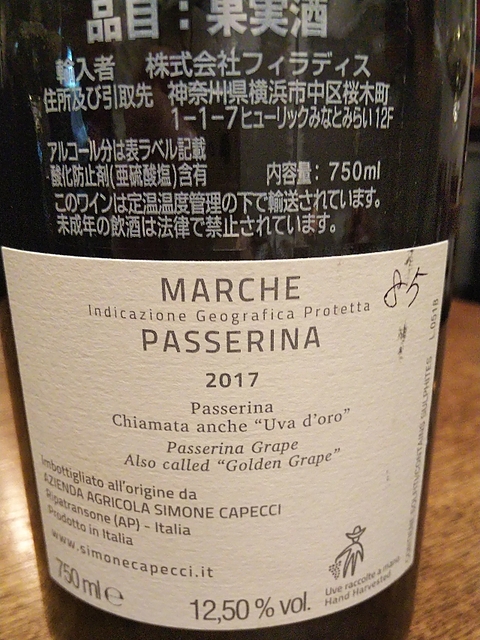 品目：果実酒
輸入者 株式会社フィラディス
住所及び引取先 神奈川県横浜市中区桜木町
1-1-7ヒューリックみなとみらい12F
アルコール分は表ラベル記載
酸化防止剤(亜硫酸塩)含有 内容量：750ml
このワインは定温温度管理の下で輸送されています。
未成年の飲酒は法律で禁止されています。
MARCHE
Indicazione Geografica Protetta
85
PASSERINA
2017
Passerina
Chiamata anche “Uva d’oro”
Passerina Grape
Also called “Golden Grape”
Imbottigliato all'origine da
AZIENDA AGRICOLA SIMONE CAPECCI
Ripatransone (AP) - Italia
Prodotto in Italia
www.simonecapecci.it
750 ml e
12,50 % vol.
Uve raccolte a mano
Hand Harvested
L.0518
CONTIENE SOLFITI/CONTAINS SULPHITES